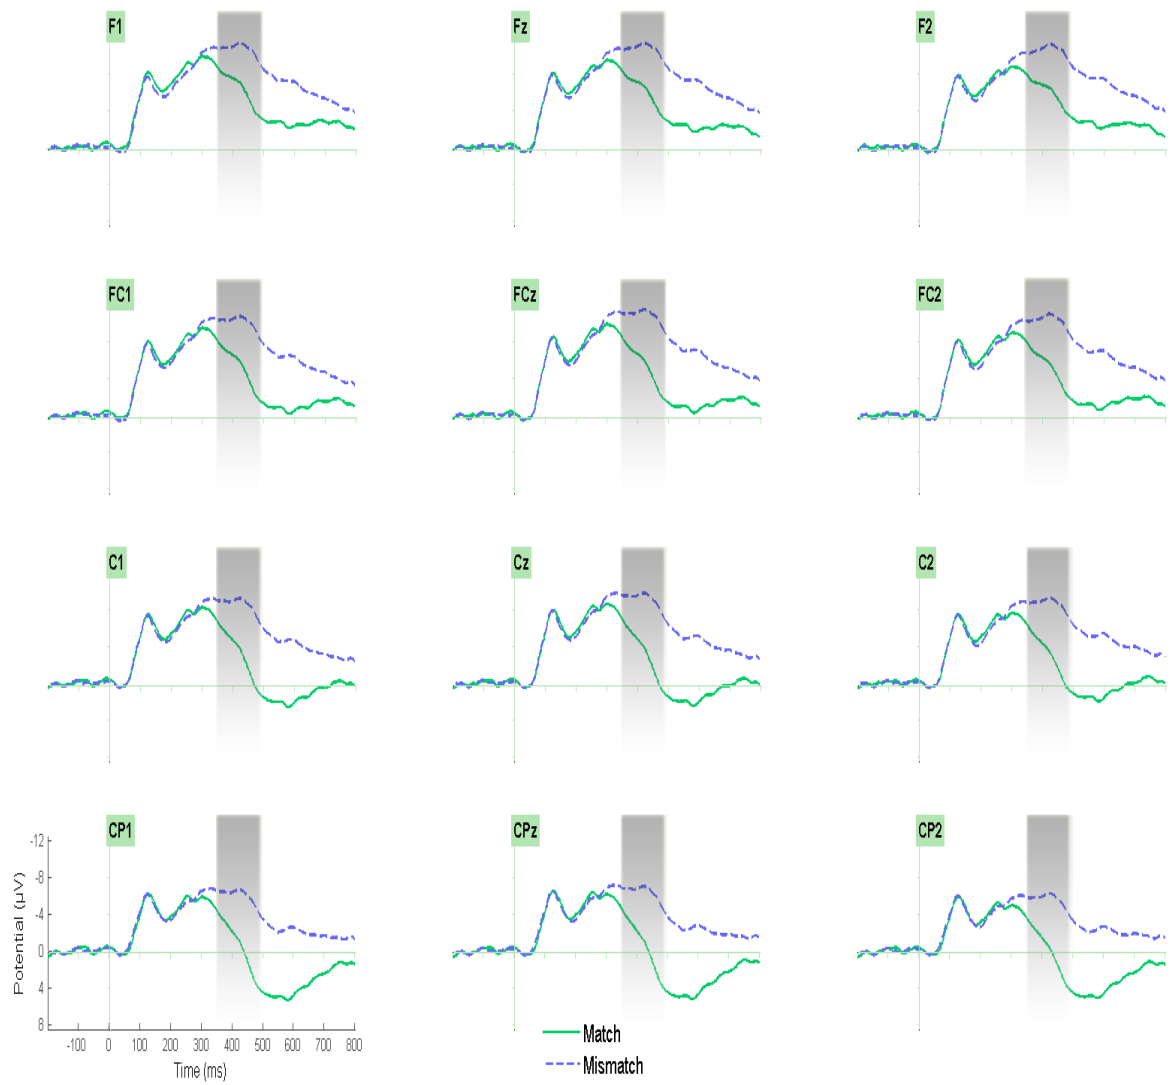 F1
Fz
F2
FC1
FCz
FC2
C1
Cz
C2
CP1
CPz
CP2
-12
-8
-4
0
4
8
Potential (µV)
-100 0 100 200 300 400 500 600 700 800
Time (ms)
Match
Mismatch